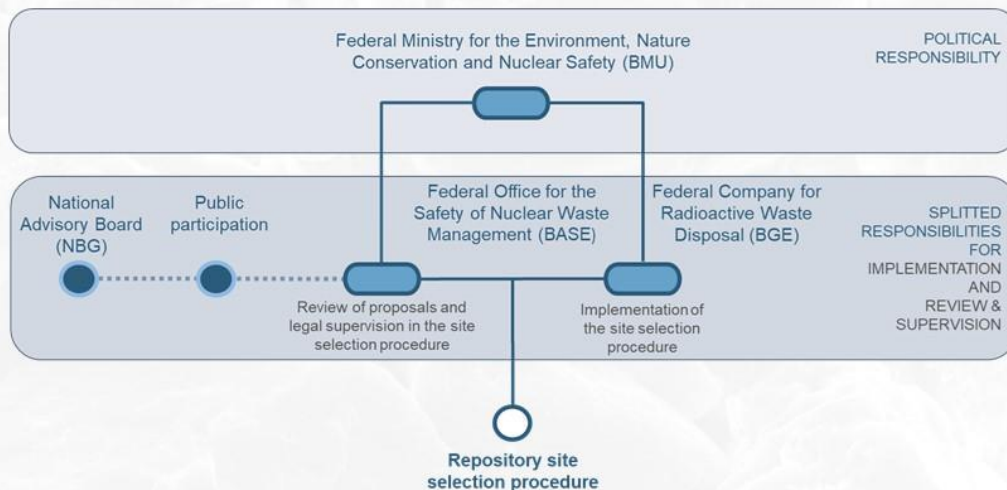 Federal Ministry for the Environment, Nature
Conservation and Nuclear Safety (BMU)
POLITICAL
RESPONSIBILITY
National
Advisory Board
(NBG)
Public
participation
Federal Office for the
Safety of Nuclear Waste
Management (BASE)
Federal Company for
Radioactive Waste
Disposal (BGE)
SPLITTED
RESPONSIBILITIES
FOR
IMPLEMENTATION
AND
REVIEW &
SUPERVISION
Review of proposals and
legal supervision in the site
selection procedure
Implementation of
the site selection
procedure
Repository site
selection procedure